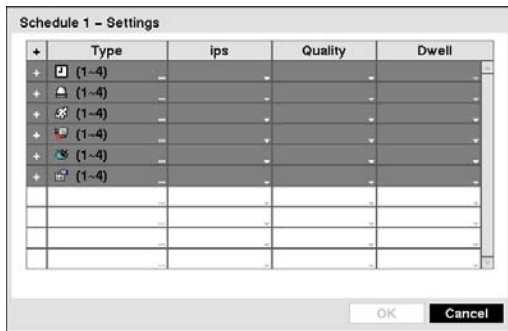 Schedule 1 – Settings
+ Type ips Quality Dwell
+ (1~4)
+ (1~4)
+ (1~4)
+ (1~4)
+ (1~4)
+ (1~4)
OK Cancel